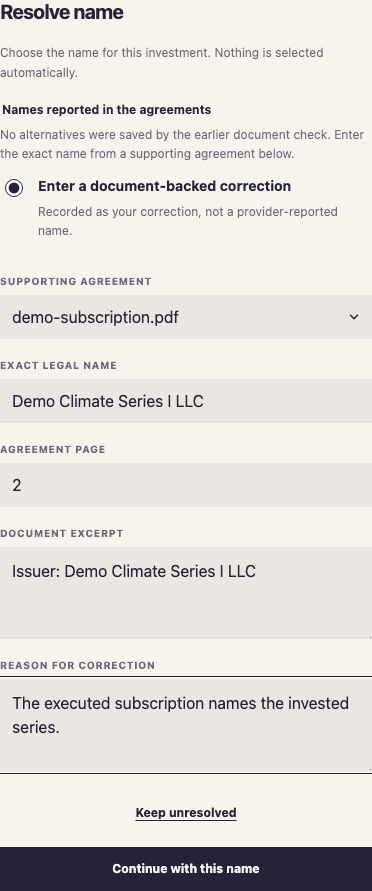 Resolve name
Choose the name for this investment. Nothing is selected
automatically.
Names reported in the agreements
No alternatives were saved by the earlier document check. Enter
the exact name from a supporting agreement below.
Enter a document-backed correction
Recorded as your correction, not a provider-reported
name.
SUPPORTING AGREEMENT
demo-subscription.pdf
EXACT LEGAL NAME
Demo Climate Series I LLC
AGREEMENT PAGE
2
DOCUMENT EXCERPT
Issuer: Demo Climate Series I LLC
REASON FOR CORRECTION
The executed subscription names the invested
series.
Keep unresolved
Continue with this name